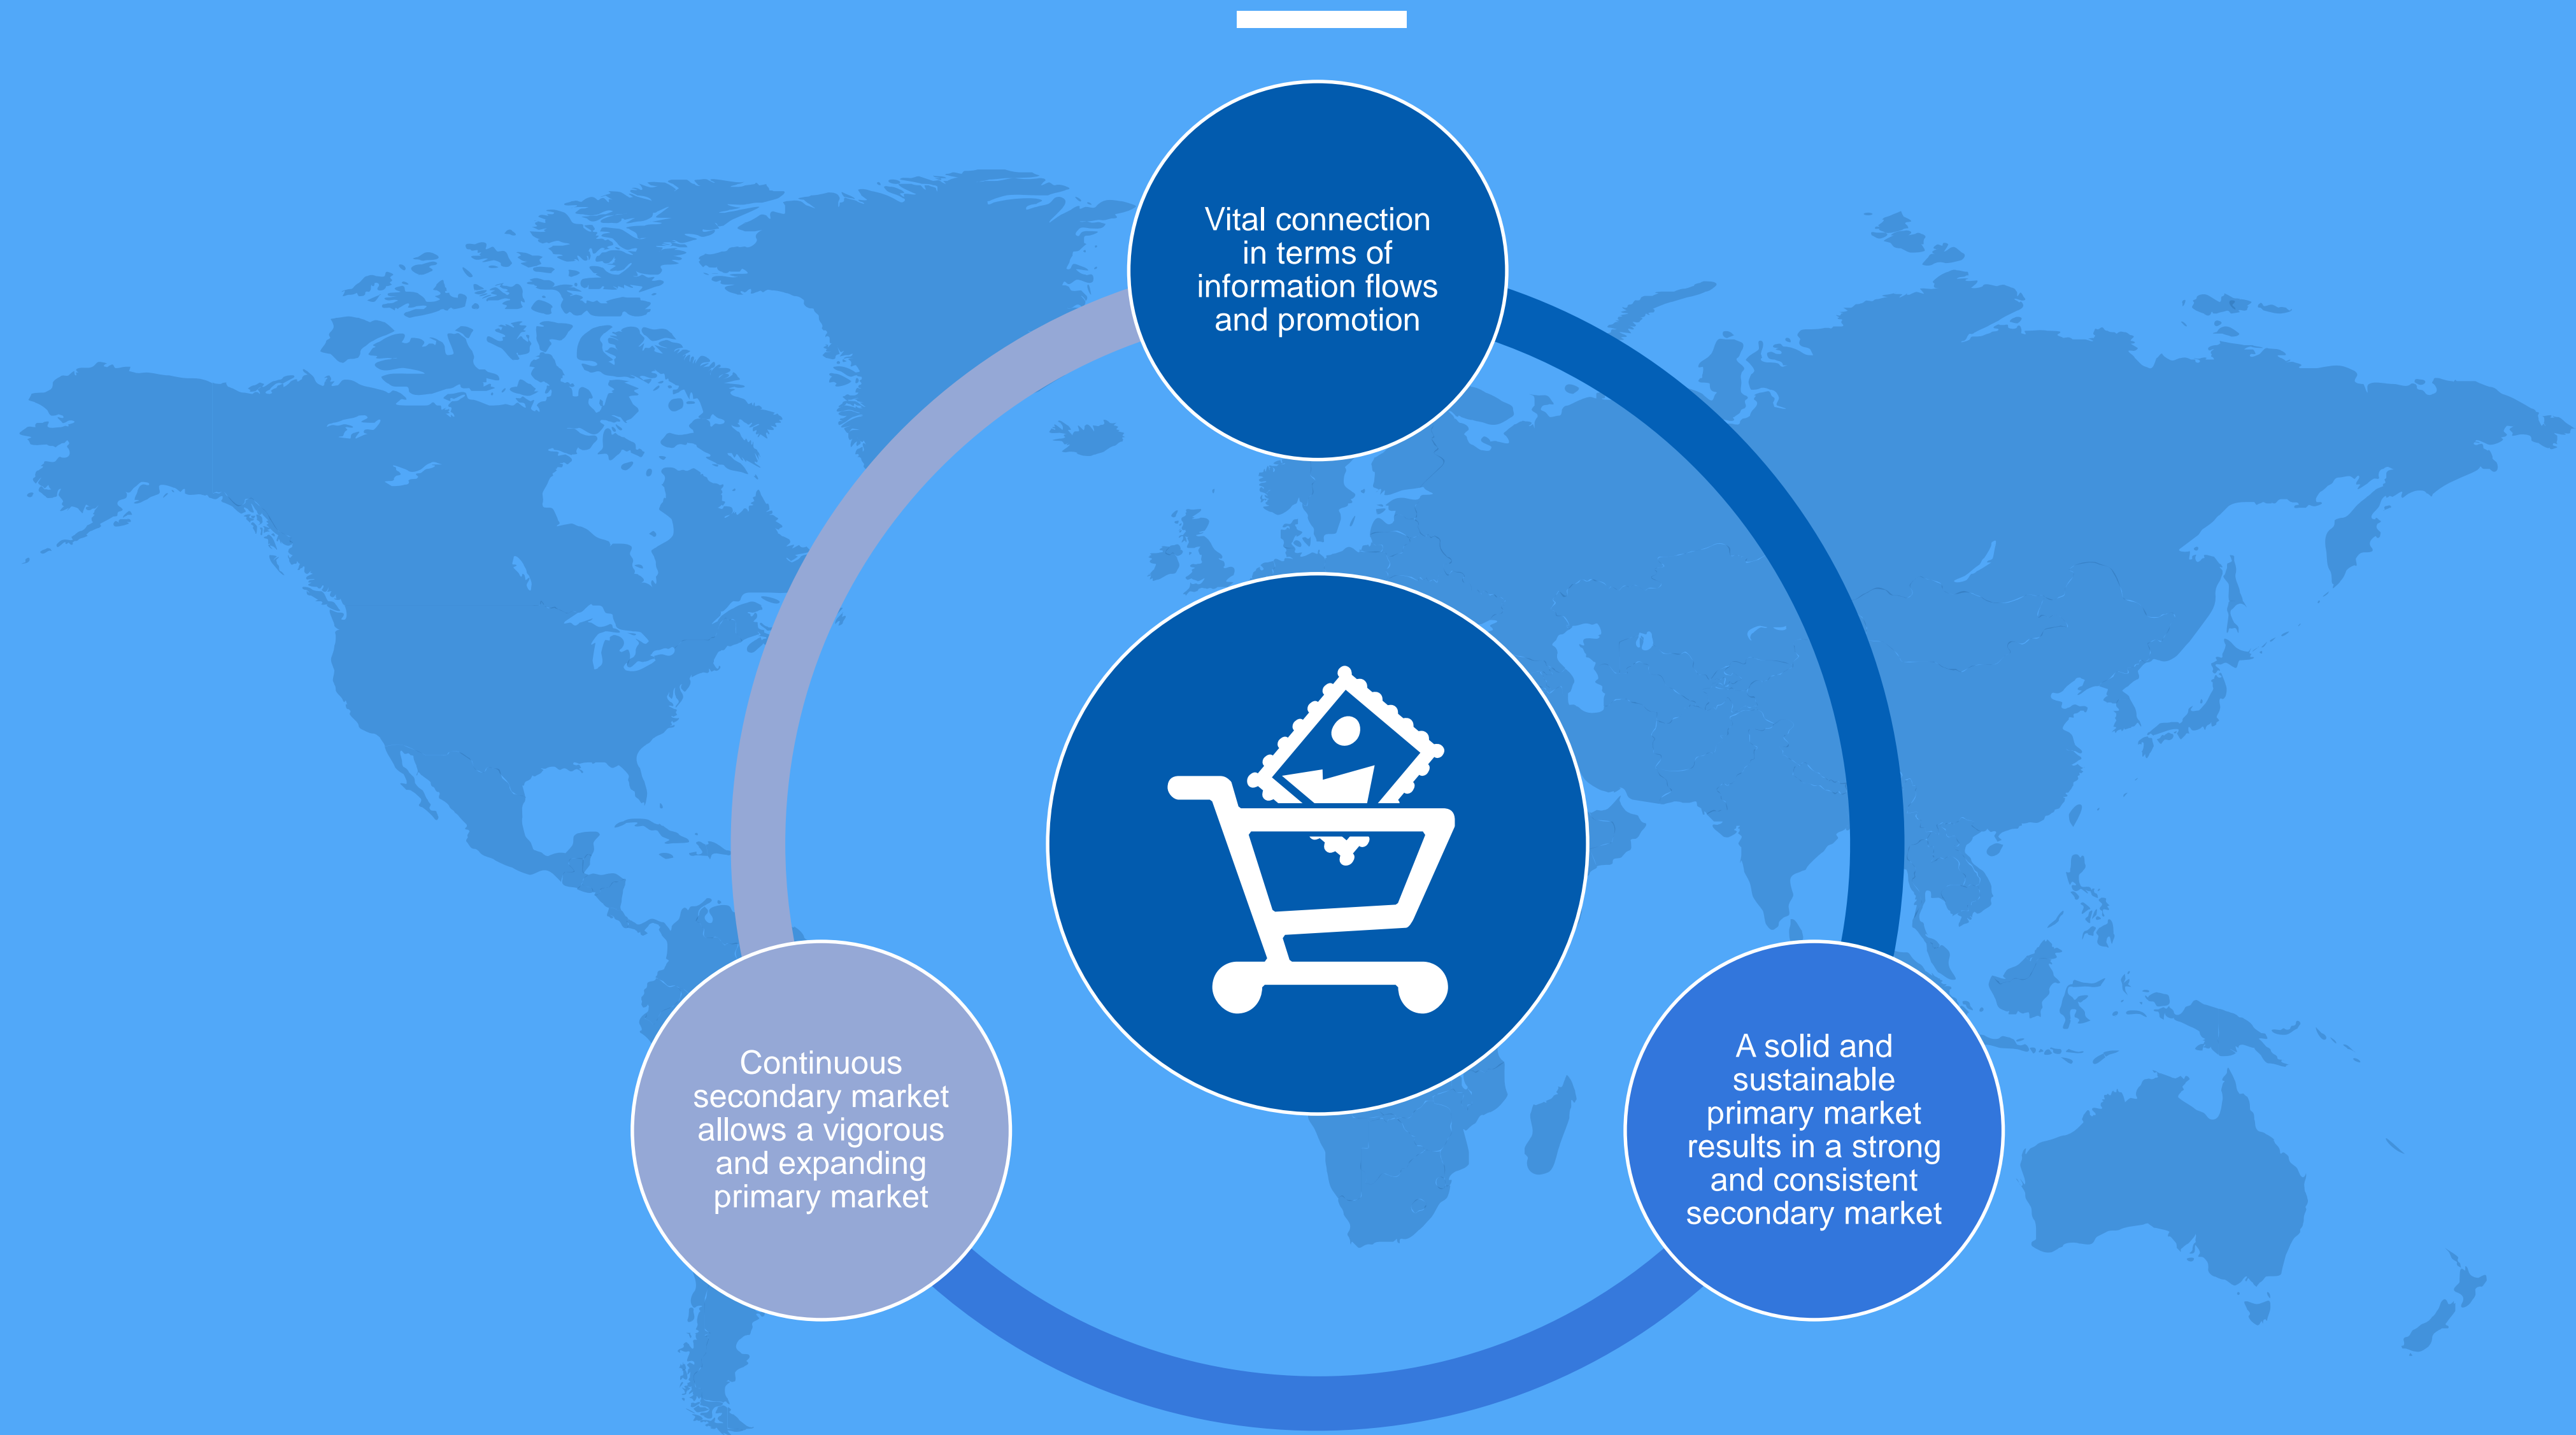 Vital connection
in terms of
information flows
and promotion
Continuous
secondary market
allows a vigorous
and expanding
primary market
A solid and
sustainable
primary market
results in a strong
and consistent
secondary market